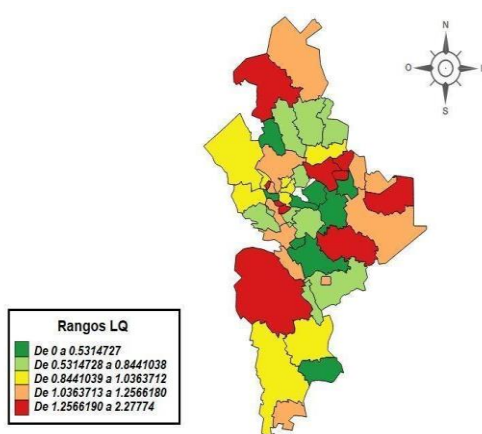 N
O
S
Rangos LQ
De 0 a 0.5314727
De 0.5314728 a 0.8441038
De 0.8441039 a 1.0363712
De 1.0363713 a 1.2566180
De 1.2566190 a 2.27774